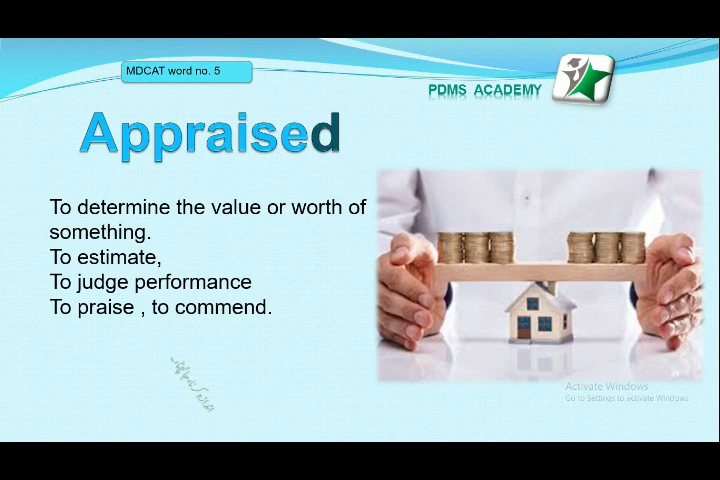 MDCAT word no. 5
PDMS ACADEMY
Appraised
To determine the value or worth of
something.
To estimate,
To judge performance
To praise , to commend.
Activate Windows
Go to Settings to activate Windows.